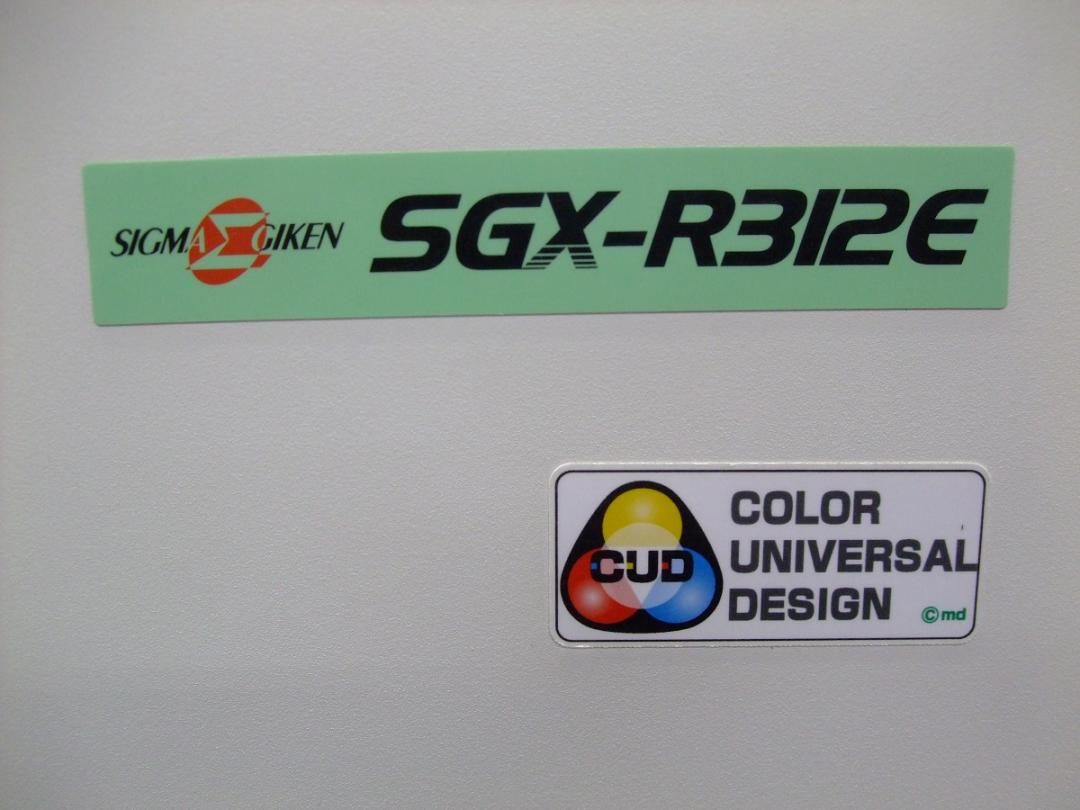 SIGMA Σ GIKEN SGX-R312E
CUD
COLOR
UNIVERSAL
DESIGN
©md